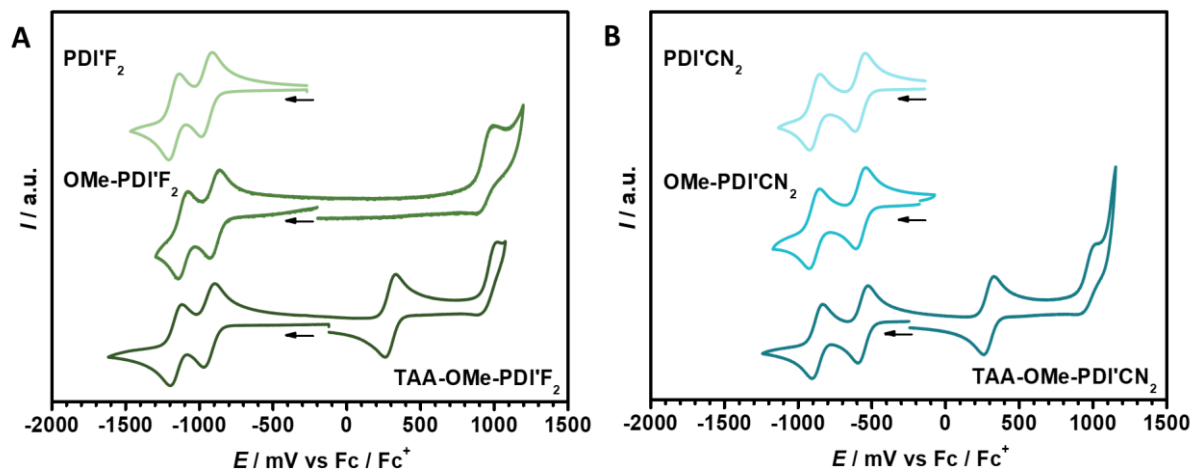 A
PDI'F₂
OMe-PDI'F₂
TAA-OMe-PDI'F₂
I / a.u.
-2000 -1500 -1000 -500 0 500 1000 1500
E / mV vs Fc / Fc⁺
B
PDI'CN₂
OMe-PDI'CN₂
TAA-OMe-PDI'CN₂
I / a.u.
-2000 -1500 -1000 -500 0 500 1000 1500
E / mV vs Fc / Fc⁺